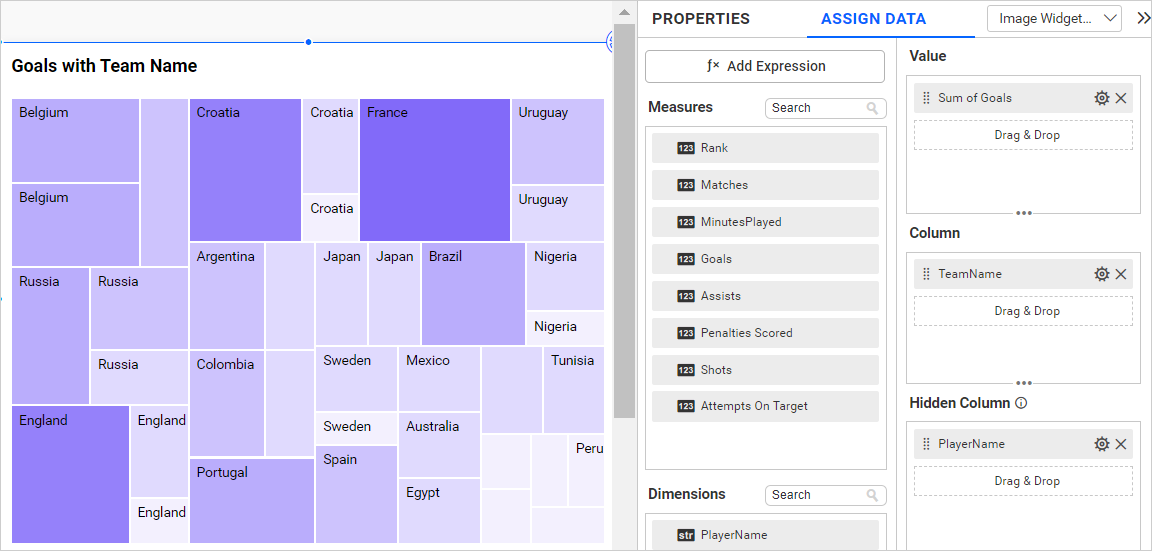 Goals with Team Name
Belgium
Croatia
Croatia
France
Uruguay
Belgium
Uruguay
Croatia
Russia
Russia
Argentina
Japan
Japan
Brazil
Nigeria
Nigeria
Russia
Colombia
Sweden
Mexico
Tunisia
England
England
Sweden
Australia
Portugal
Spain
Peru
England
Egypt
PROPERTIES
ASSIGN DATA
Image Widget...
ƒx Add Expression
Measures
Search
123 Rank
123 Matches
123 MinutesPlayed
123 Goals
123 Assists
123 Penalties Scored
123 Shots
123 Attempts On Target
Dimensions
Search
str PlayerName
Value
Sum of Goals
Drag & Drop
Column
TeamName
Drag & Drop
Hidden Column
PlayerName
Drag & Drop